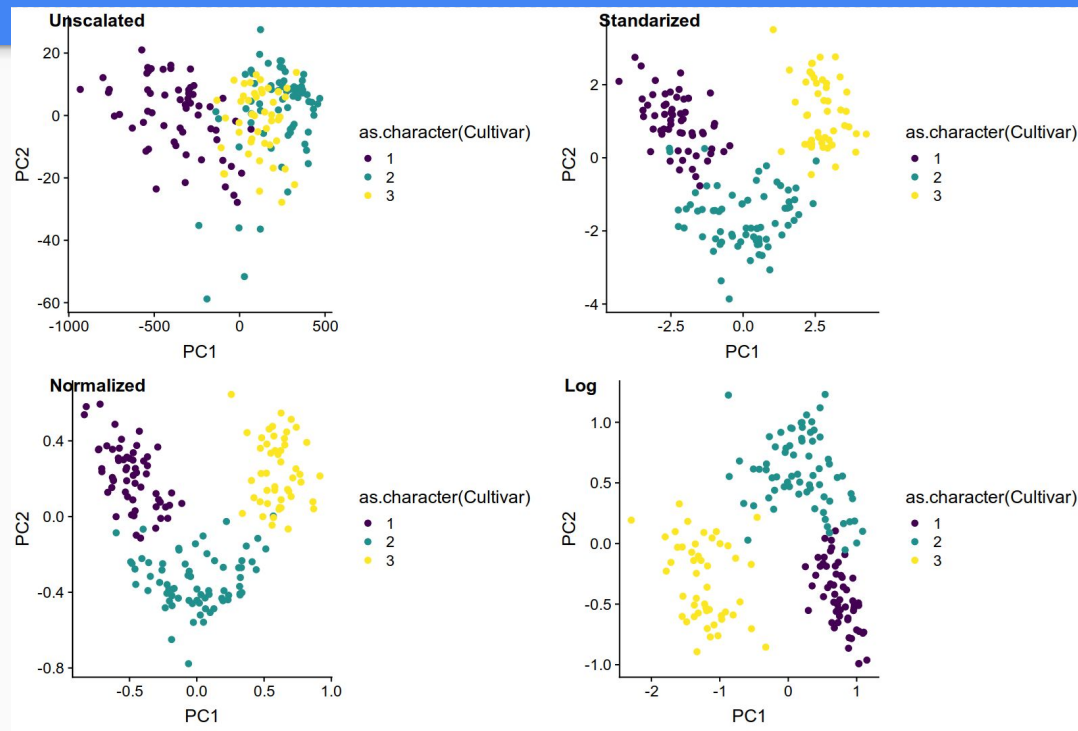 Unscalated
20
0
-20
-40
-60
PC2
-1000 -500 0 500
PC1
as.character(Cultivar)
1
2
3
Standarized
2
0
-2
-4
PC2
-2.5 0.0 2.5
PC1
as.character(Cultivar)
1
2
3
Normalized
0.4
0.0
-0.4
-0.8
PC2
-0.5 0.0 0.5 1.0
PC1
as.character(Cultivar)
1
2
3
Log
1.0
0.5
0.0
-0.5
-1.0
PC2
-2 -1 0 1
PC1
as.character(Cultivar)
1
2
3